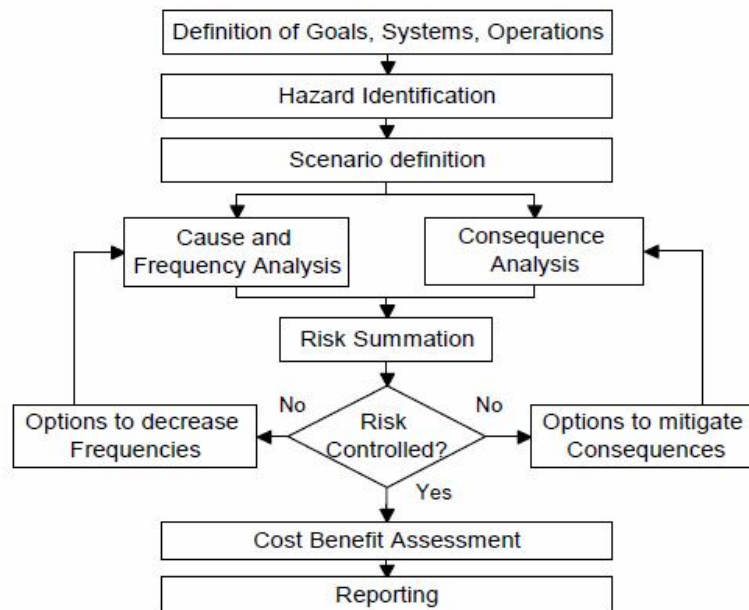 Definition of Goals, Systems, Operations
Hazard Identification
Scenario definition
Cause and
Frequency Analysis
Consequence
Analysis
Risk Summation
No
No
Options to decrease
Frequencies
Risk
Controlled?
Options to mitigate
Consequences
Yes
Cost Benefit Assessment
Reporting